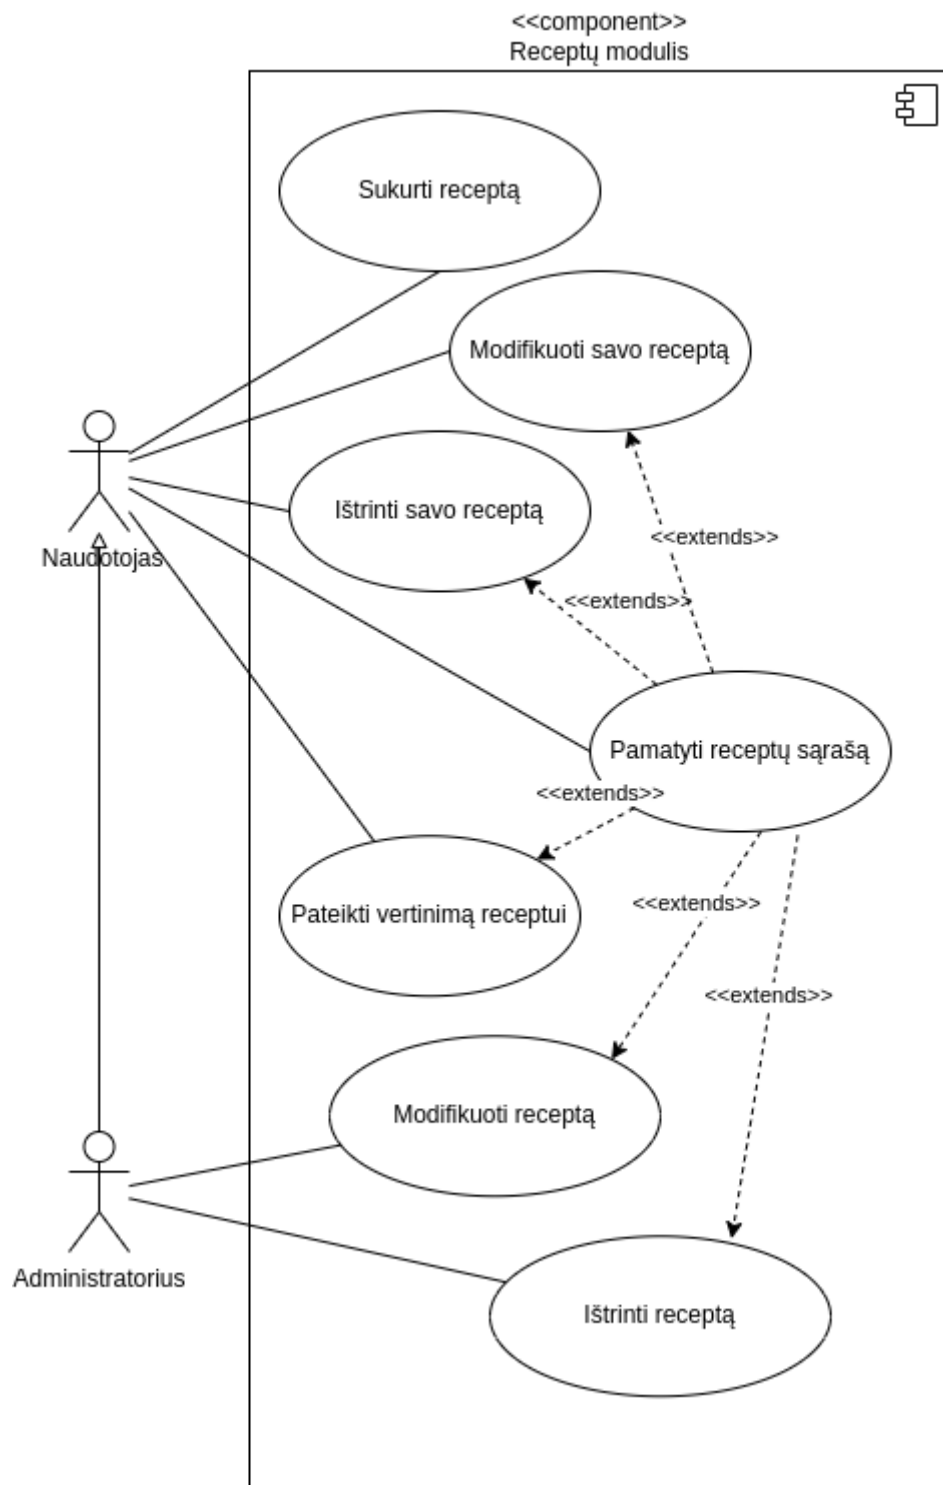 <<component>>
Receptų modulis
Sukurti receptą
Modifikuoti savo receptą
Ištrinti savo receptą
<<extends>>
Naudotojas
<<extends>>
Pamatyti receptų sąrašą
<<extends>>
Pateikti vertinimą receptui
<<extends>>
<<extends>>
Modifikuoti receptą
Administratorius
Ištrinti receptą